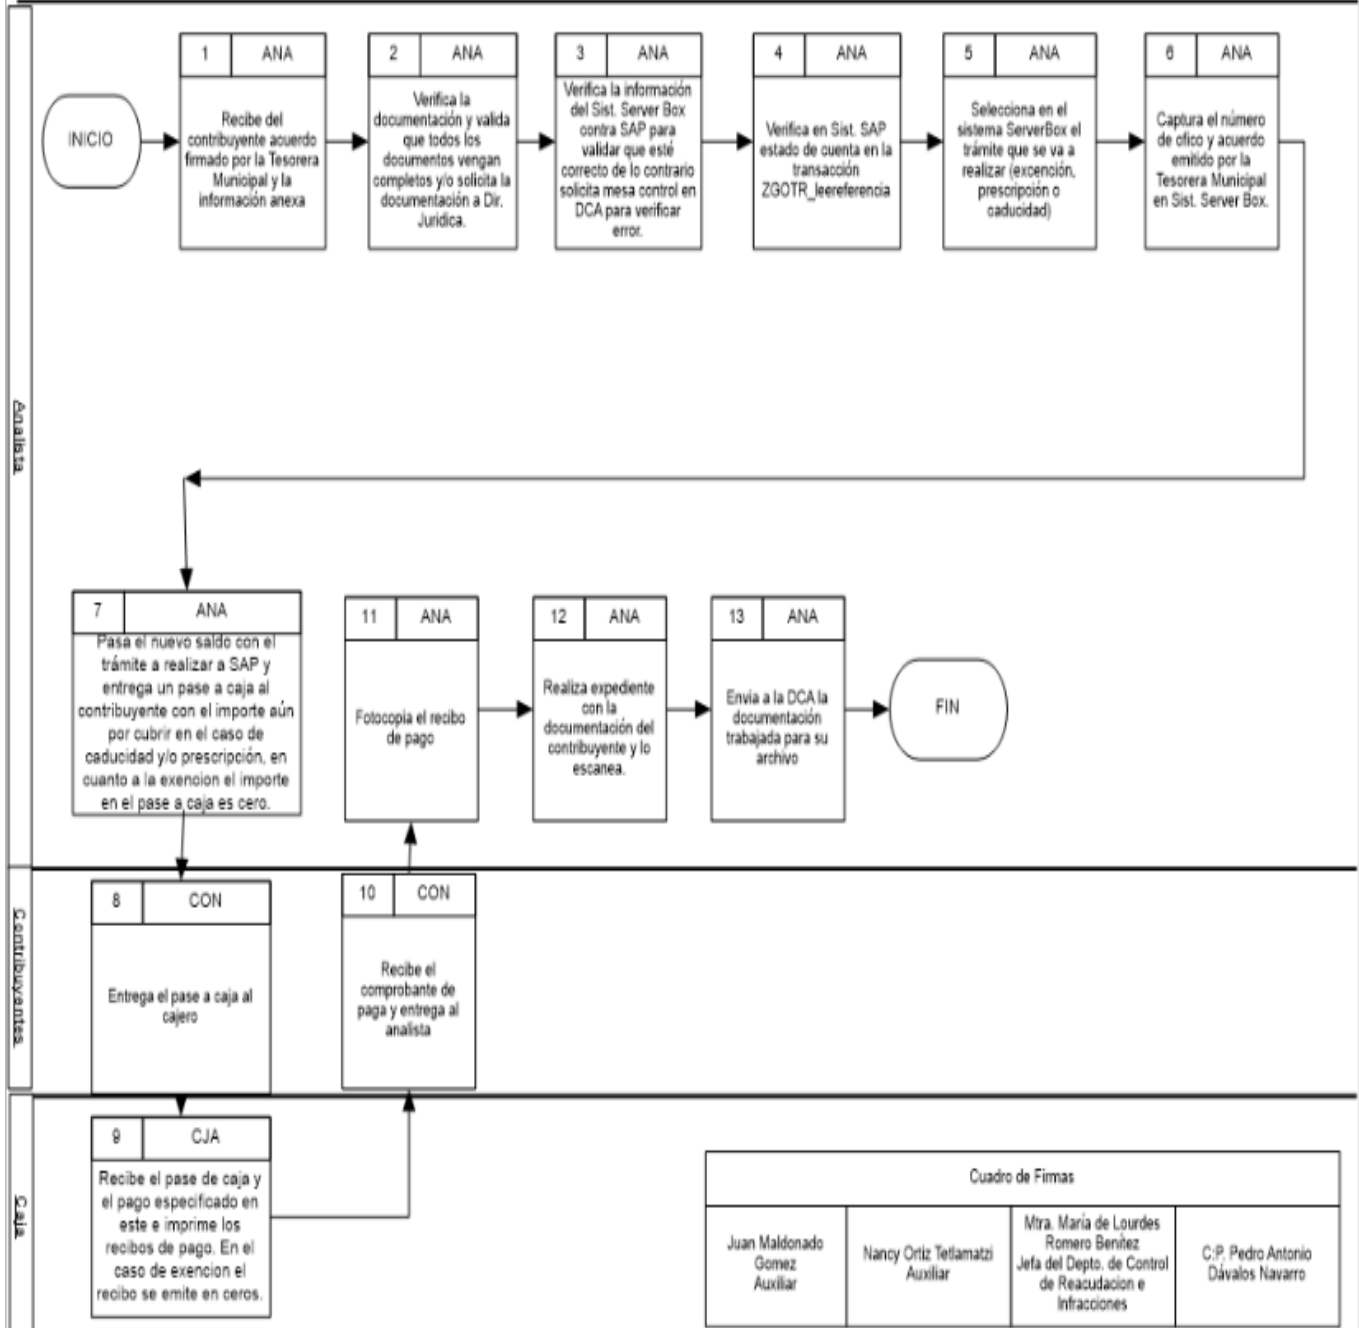 Analista
INICIO
1 ANA
Recibe del
contribuyente acuerdo
firmado por la Tesorera
Municipal y la
información anexa
2 ANA
Verifica la
documentación y valida
que todos los
documentos vengan
completos y/o solicita la
documentación a Dir.
Juridica.
3 ANA
Verifica la información
del Sist. Server Box
contra SAP para
validar que esté
correcto de lo contrario
solicita mesa control en
DCA para verificar
error.
4 ANA
Verifica en Sist. SAP
estado de cuenta en la
transacción
ZGOTR_leereferencia
5 ANA
Selecciona en el
sistema ServerBox el
trámite que se va a
realizar (excención,
prescripción o
caducidad)
6 ANA
Captura el número
de ofico y acuerdo
emitido por la
Tesorera Municipal
en Sist. Server Box.
7 ANA
Pasa el nuevo saldo con el
trámite a realizar a SAP y
entrega un pase a caja al
contribuyente con el importe aún
por cubrir en el caso de
caducidad y/o prescripción, en
cuanto a la exencion el importe
en el pase a caja es cero.
11 ANA
Fotocopia el recibo
de pago
12 ANA
Realiza expediente
con la
documentación del
contribuyente y lo
escanea.
13 ANA
Envia a la DCA la
documentación
trabajada para su
archivo
FIN
Contribuyentes
8 CON
Entrega el pase a caja al
cajero
10 CON
Recibe el
comprobante de
paga y entrega al
analista
Caja
9 CJA
Recibe el pase de caja y
el pago especificado en
este e imprime los
recibos de pago. En el
caso de exencion el
recibo se emite en ceros.
Cuadro de Firmas
Juan Maldonado
Gomez
Auxiliar
Nancy Ortiz Tetlamatzi
Auxiliar
Mtra. María de Lourdes
Romero Benítez
Jefa del Depto. de Control
de Reacudacion e
Infracciones
C:P. Pedro Antonio
Dávalos Navarro